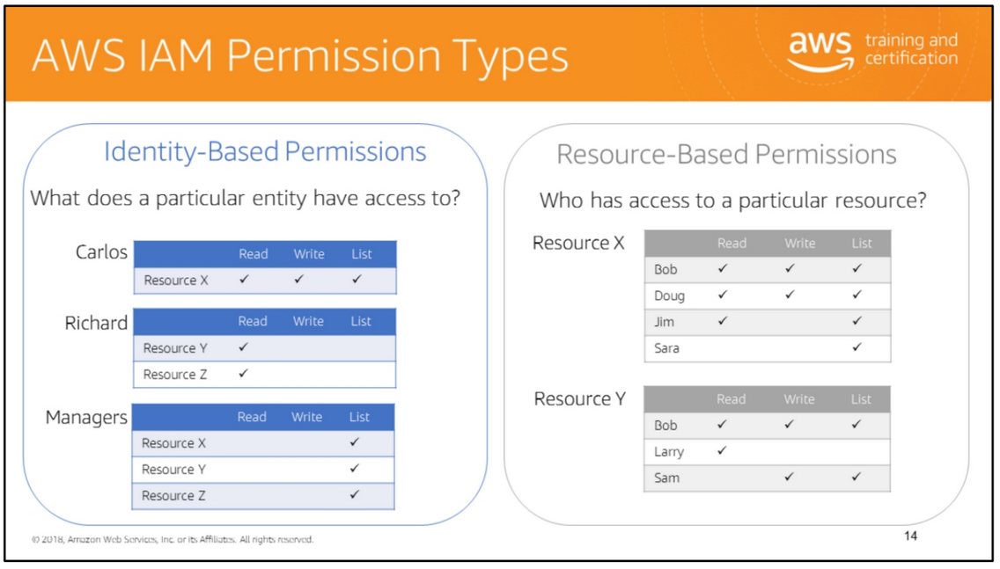 AWS IAM Permission Types
aws training and
certification
Identity-Based Permissions
What does a particular entity have access to?
Carlos
Read Write List
Resource X ✓ ✓ ✓
Richard
Read Write List
Resource Y ✓
Resource Z ✓
Managers
Read Write List
Resource X ✓
Resource Y ✓
Resource Z ✓
Resource-Based Permissions
Who has access to a particular resource?
Resource X
Read Write List
Bob ✓ ✓ ✓
Doug ✓ ✓ ✓
Jim ✓ ✓
Sara ✓
Resource Y
Read Write List
Bob ✓ ✓ ✓
Larry ✓
Sam ✓ ✓
© 2018, Amazon Web Services, Inc. or its Affiliates. All rights reserved.
14